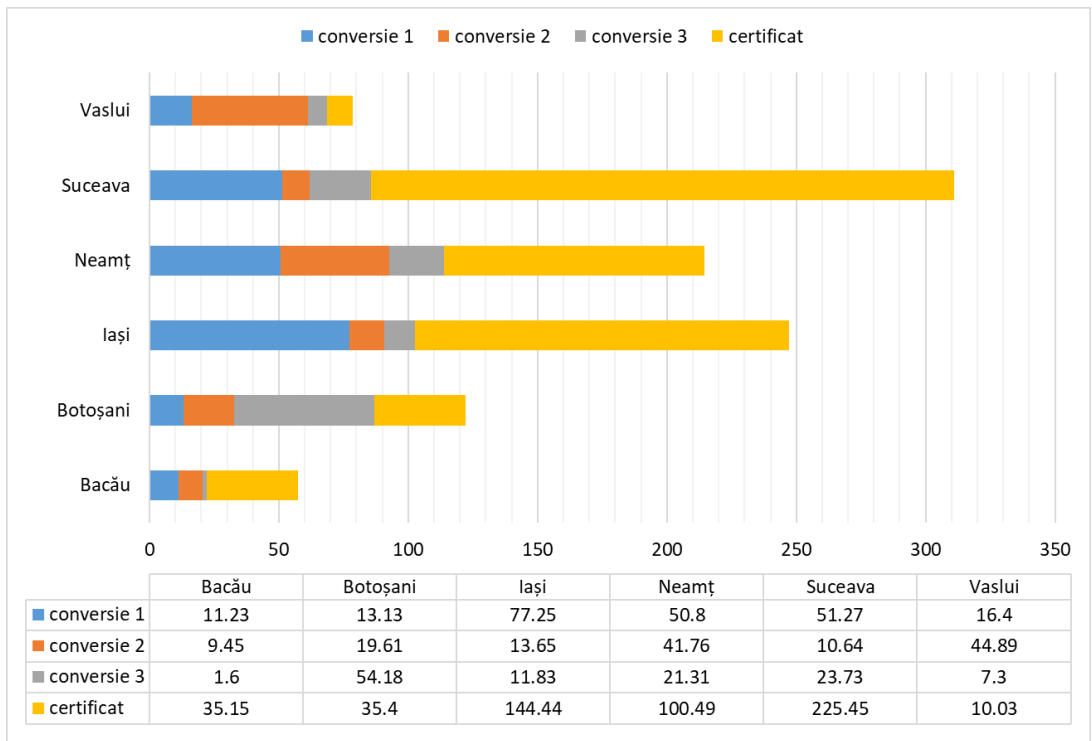 conversie 1 conversie 2 conversie 3 certificat
Vaslui
Suceava
Neamț
Iași
Botoșani
Bacău
0 50 100 150 200 250 300 350
Bacău Botoșani Iași Neamț Suceava Vaslui
conversie 1 11.23 13.13 77.25 50.8 51.27 16.4
conversie 2 9.45 19.61 13.65 41.76 10.64 44.89
conversie 3 1.6 54.18 11.83 21.31 23.73 7.3
certificat 35.15 35.4 144.44 100.49 225.45 10.03